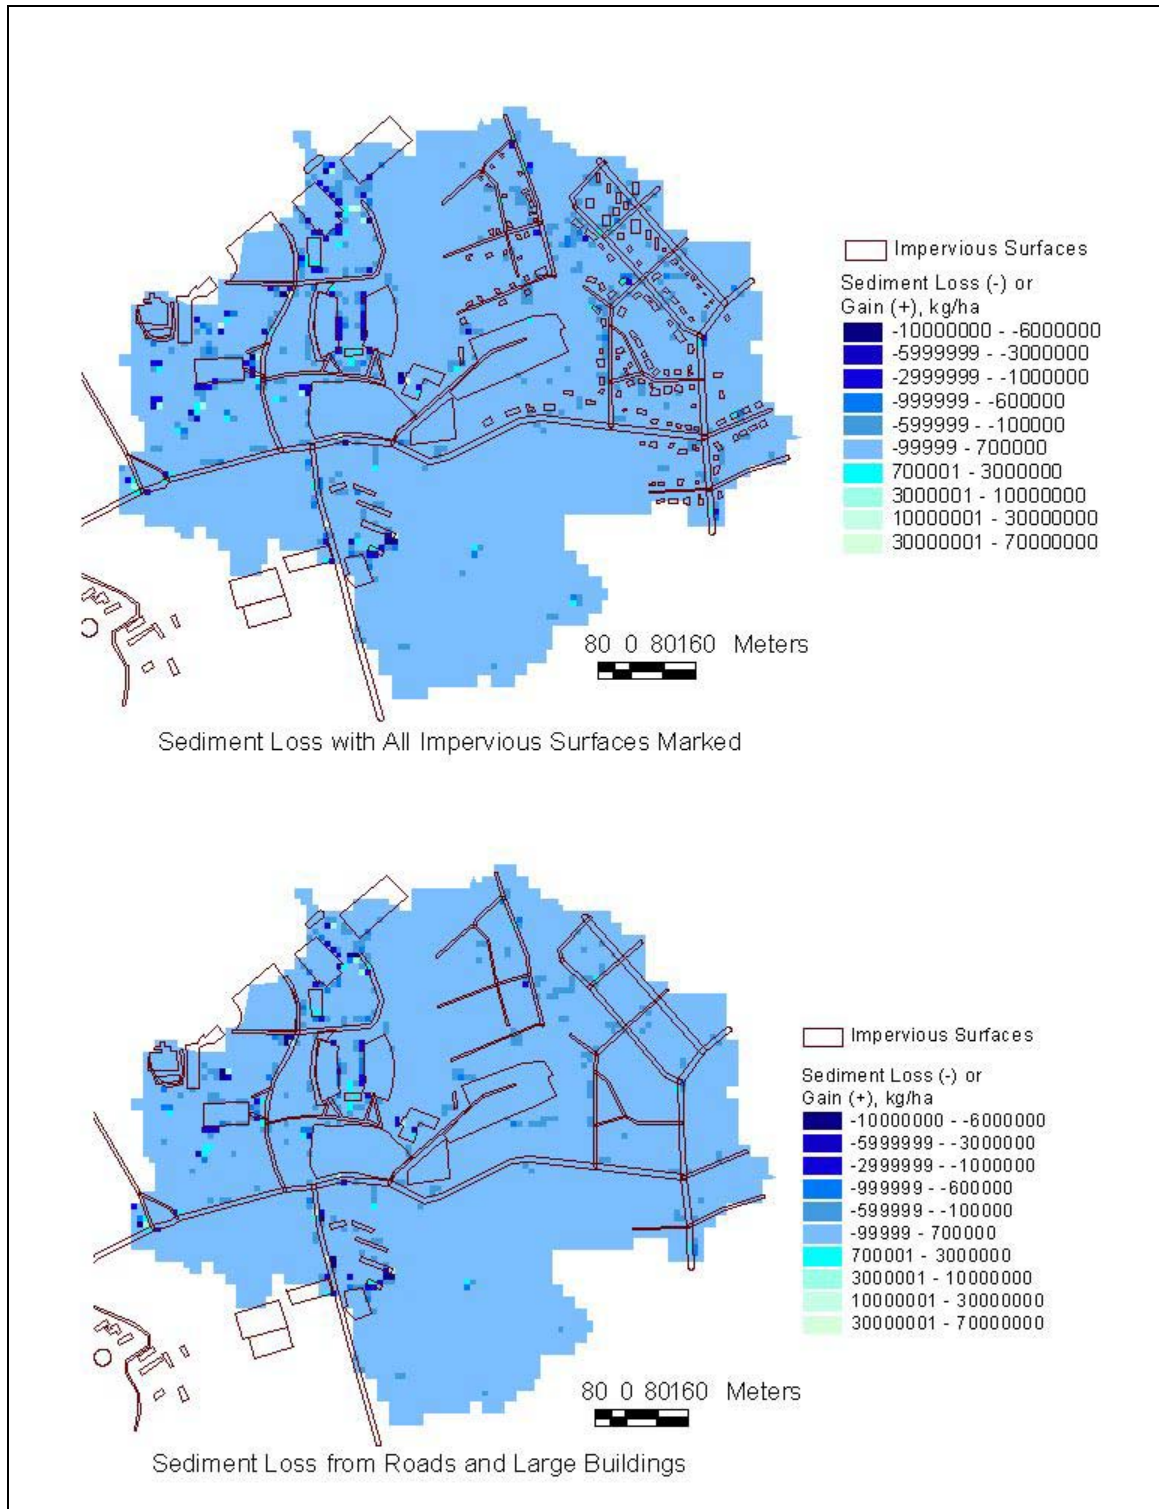 Impervious Surfaces
Sediment Loss (-) or
Gain (+), kg/ha
-10000000 - -6000000
-5999999 - -3000000
-2999999 - -1000000
-999999 - -600000
-599999 - -100000
-99999 - 700000
700001 - 3000000
3000001 - 10000000
10000001 - 30000000
30000001 - 70000000
80 0 80160 Meters
Sediment Loss with All Impervious Surfaces Marked
Impervious Surfaces
Sediment Loss (-) or
Gain (+), kg/ha
-10000000 - -6000000
-5999999 - -3000000
-2999999 - -1000000
-999999 - -600000
-599999 - -100000
-99999 - 700000
700001 - 3000000
3000001 - 10000000
10000001 - 30000000
30000001 - 70000000
80 0 80160 Meters
Sediment Loss from Roads and Large Buildings